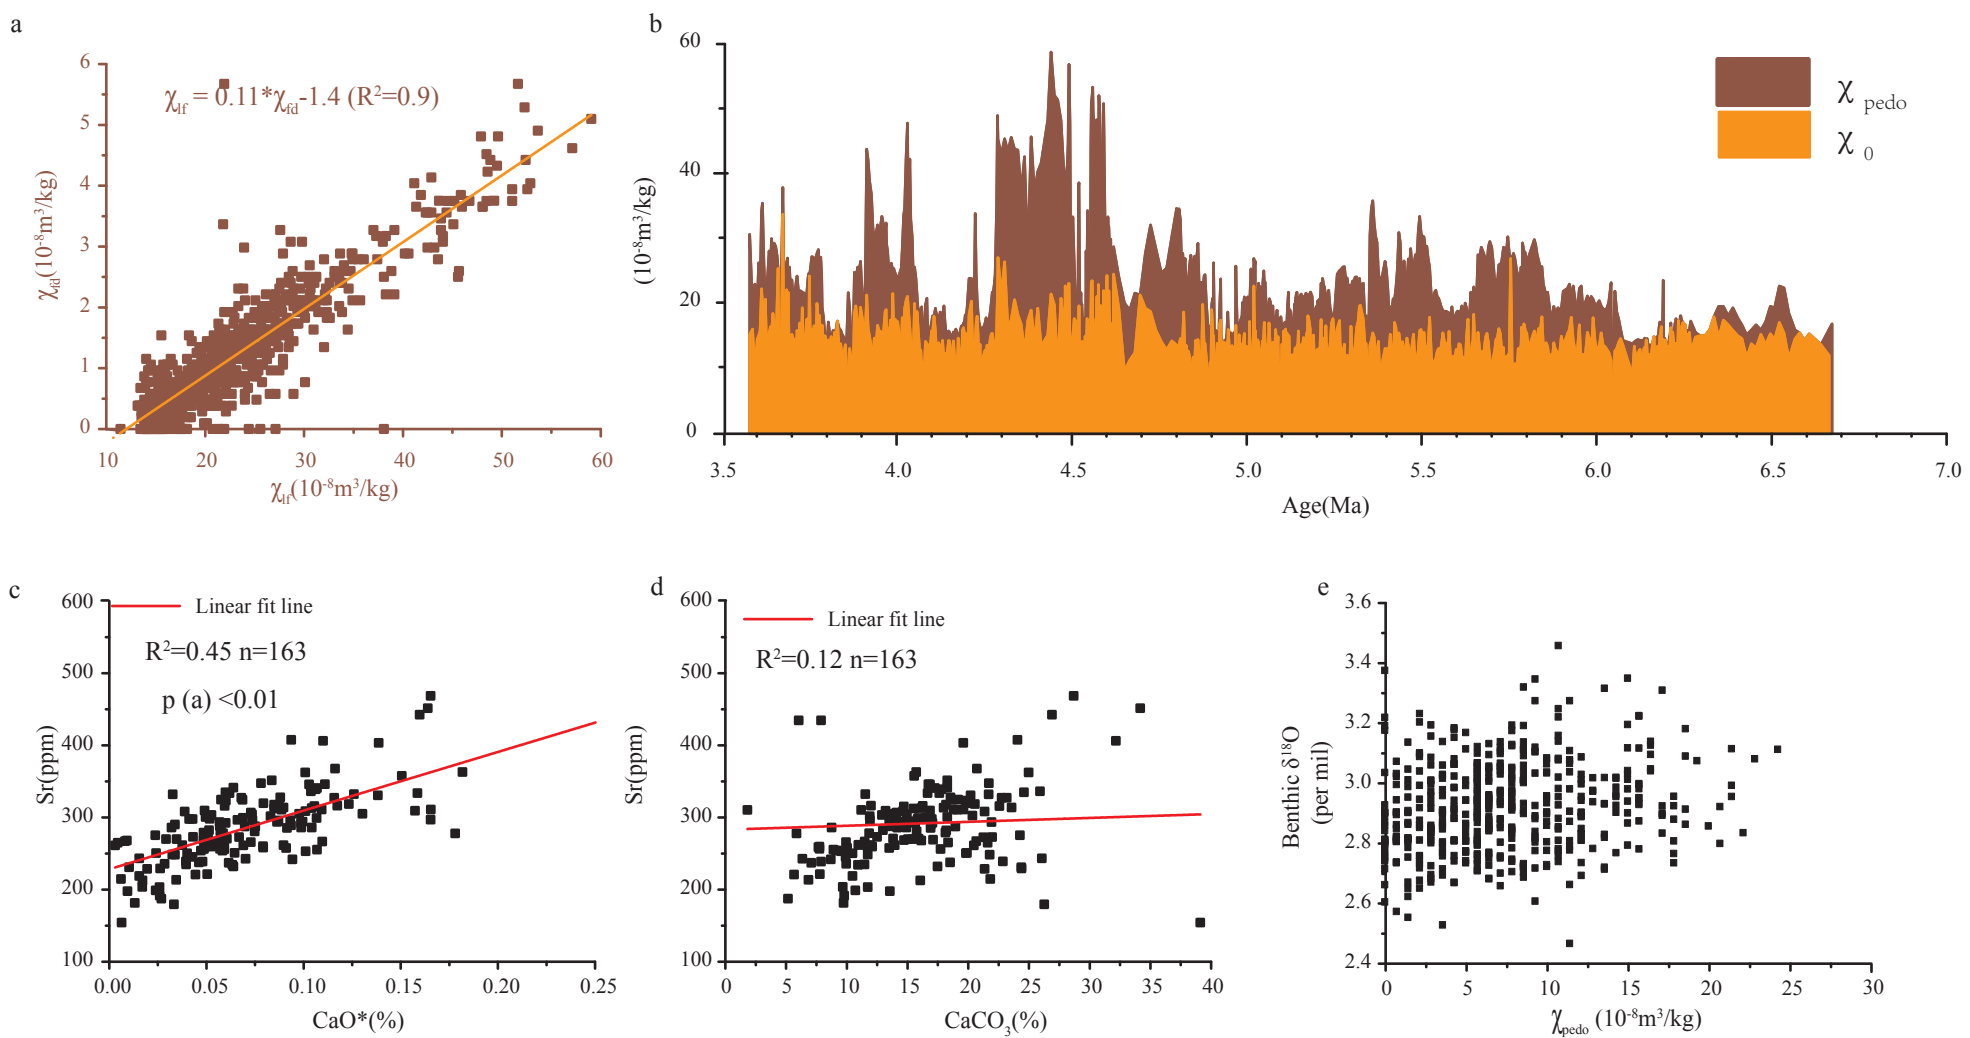 a
χlf = 0.11*χfd-1.4 (R²=0.9)
6
5
4
3
2
1
0
χfd(10⁻⁸m³/kg)
10 20 30 40 50 60
χlf(10⁻⁸m³/kg)
b
60
40
20
0
(10⁻⁸m³/kg)
χ pedo
χ 0
3.5 4.0 4.5 5.0 5.5 6.0 6.5 7.0
Age(Ma)
c
Linear fit line
R²=0.45 n=163
p (a) <0.01
600
500
400
300
200
100
Sr(ppm)
0.00 0.05 0.10 0.15 0.20 0.25
CaO*(%)
d
Linear fit line
R²=0.12 n=163
600
500
400
300
200
100
Sr(ppm)
0 5 10 15 20 25 30 35 40
CaCO₃(%)
e
3.6
3.4
3.2
3.0
2.8
2.6
2.4
Benthic δ¹⁸O
(per mil)
0 5 10 15 20 25 30
χpedo (10⁻⁸m³/kg)